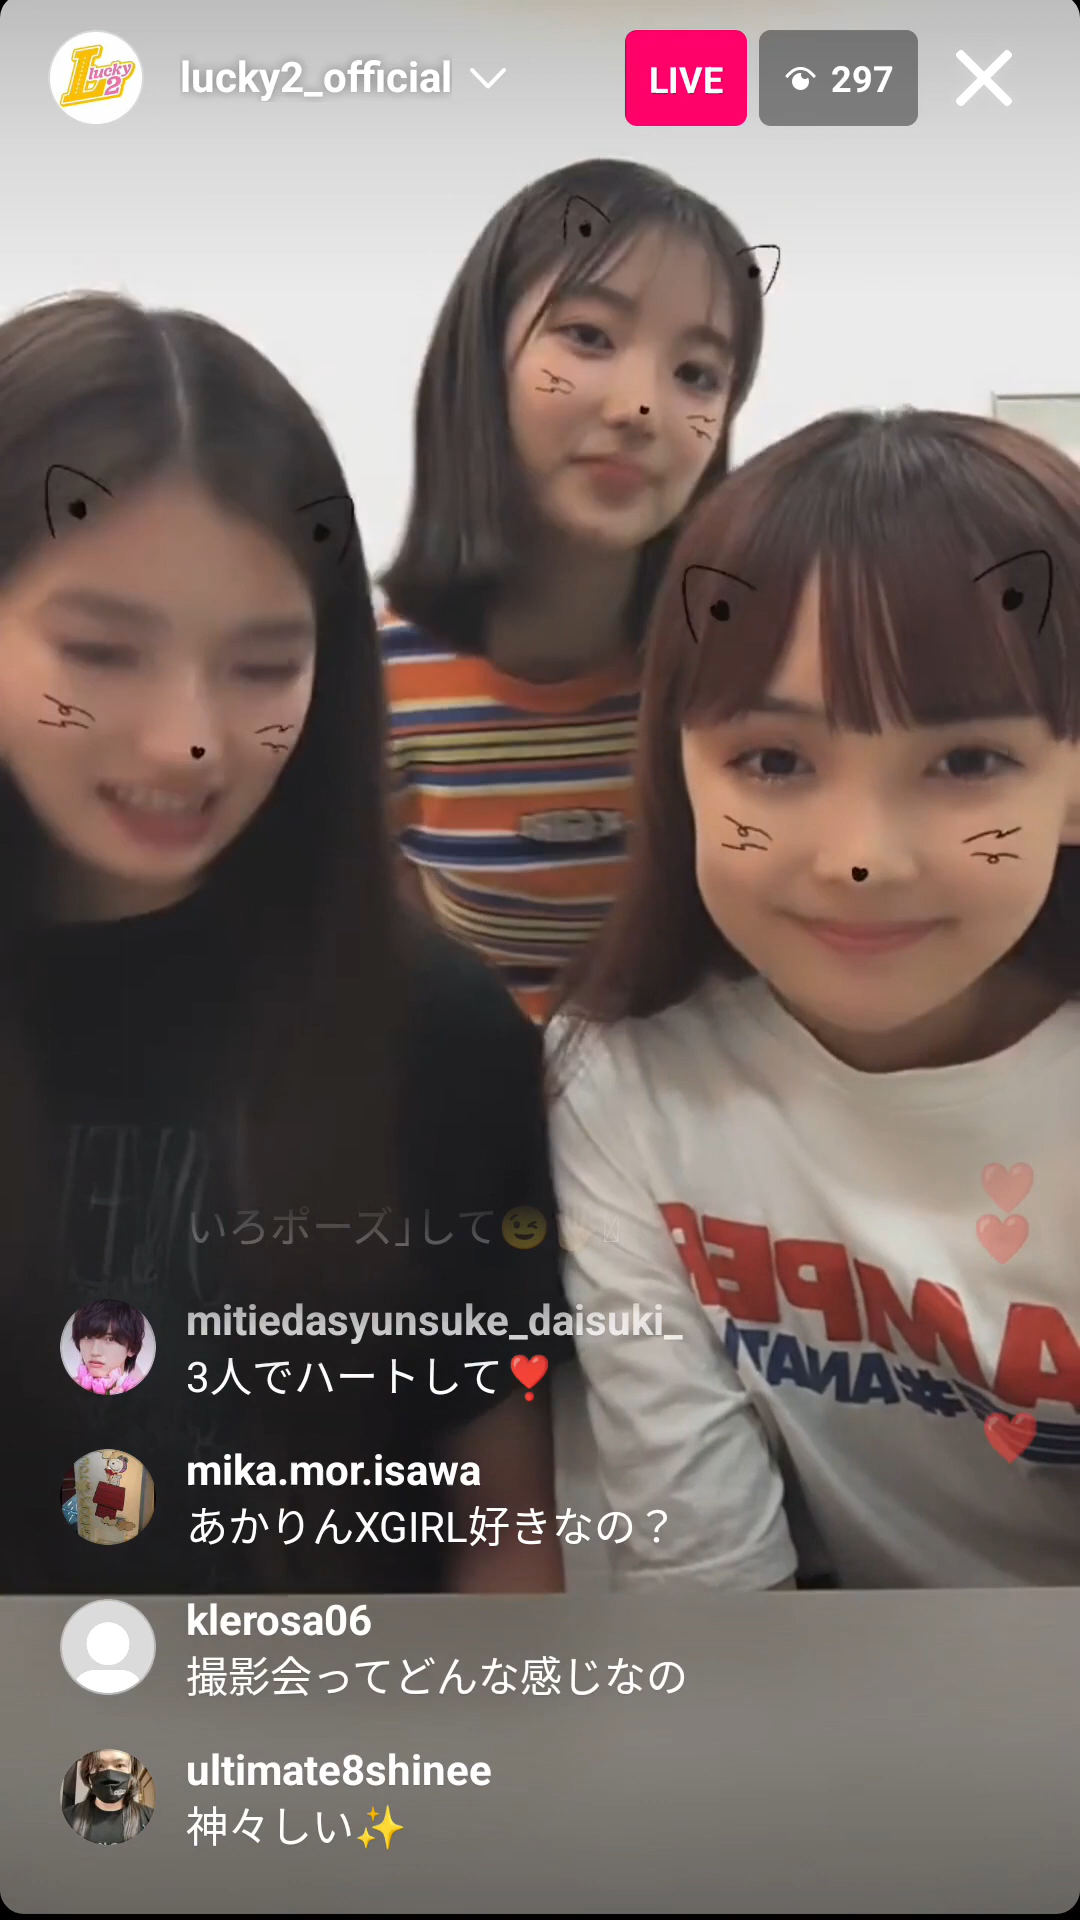 Lucky2
lucky2_official
LIVE
297
いろポーズ」して😉
mitiedasyunsuke_daisuki_
3人でハートして❣️
mika.mor.isawa
あかりんXGIRL好きなの？
klerosa06
撮影会ってどんな感じなの
ultimate8shinee
神々しい✨